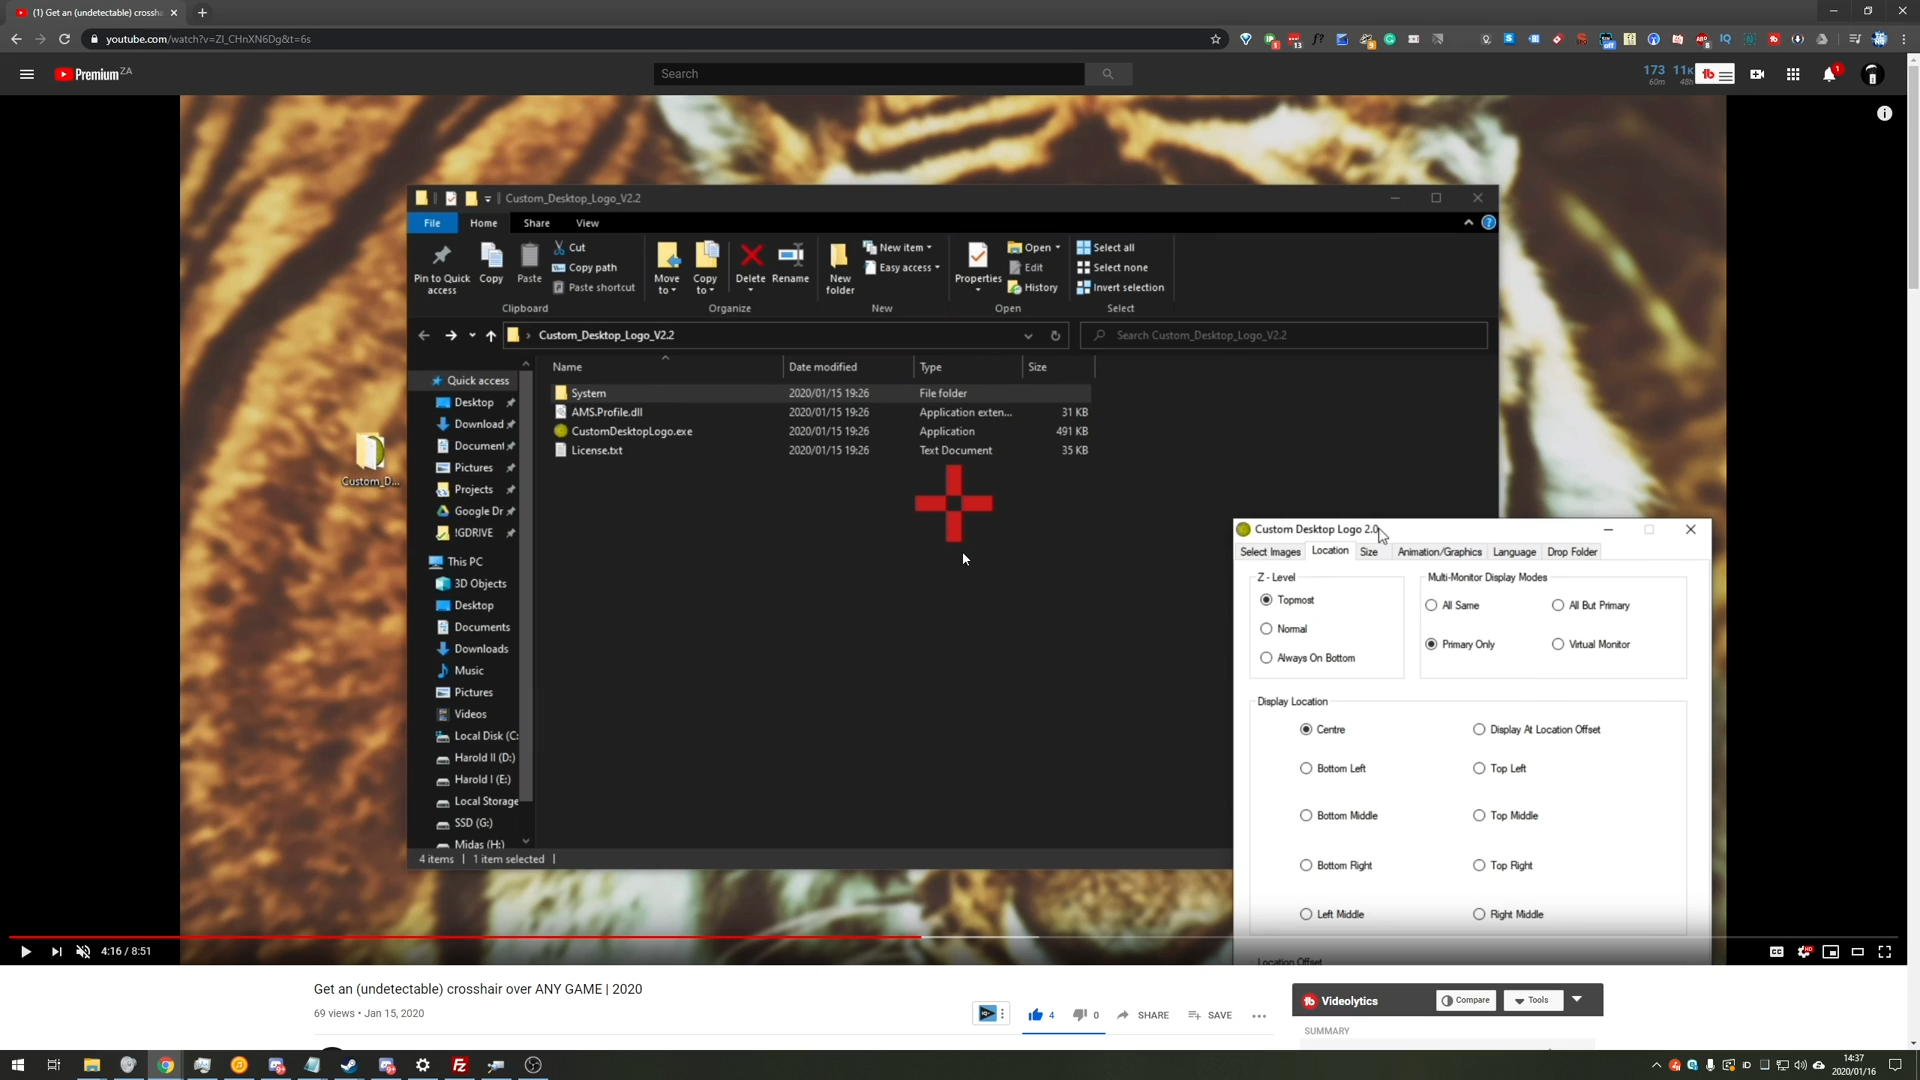 (1) Get an (undetectable) crossha
youtube.com/watch?v=ZI_CHnXN6Dg&t=6s
Premium ZA
Search
173 60m 11K 48h
Custom_Desktop_Logo_V2.2
File Home Share View
Pin to Quick access
Copy
Paste
Cut
Copy path
Paste shortcut
Clipboard
Move to
Copy to
Delete
Rename
Organize
New folder
New item
Easy access
New
Properties
Open
Edit
History
Open
Select all
Select none
Invert selection
Select
Custom_Desktop_Logo_V2.2
Search Custom_Desktop_Logo_V2.2
Name Date modified Type Size
System 2020/01/15 19:26 File folder
AMS.Profile.dll 2020/01/15 19:26 Application exten... 31 KB
CustomDesktopLogo.exe 2020/01/15 19:26 Application 491 KB
License.txt 2020/01/15 19:26 Text Document 35 KB
Quick access
Desktop
Download
Document
Pictures
Projects
Google Dr
!GDRIVE
This PC
3D Objects
Desktop
Documents
Downloads
Music
Pictures
Videos
Local Disk (C:
Harold II (D:)
Harold I (E:)
Local Storage
SSD (G:)
Midas (H:)
4 items 1 item selected
Custom_D...
Custom Desktop Logo 2.0
Select Images Location Size Animation/Graphics Language Drop Folder
Z - Level
Topmost
Normal
Always On Bottom
Multi-Monitor Display Modes
All Same All But Primary
Primary Only Virtual Monitor
Display Location
Centre Display At Location Offset
Bottom Left Top Left
Bottom Middle Top Middle
Bottom Right Top Right
Left Middle Right Middle
Location Offset
4:16 / 8:51
Get an (undetectable) crosshair over ANY GAME | 2020
69 views • Jan 15, 2020
4 0 SHARE SAVE
Videolytics Compare Tools
SUMMARY
14:37
2020/01/16